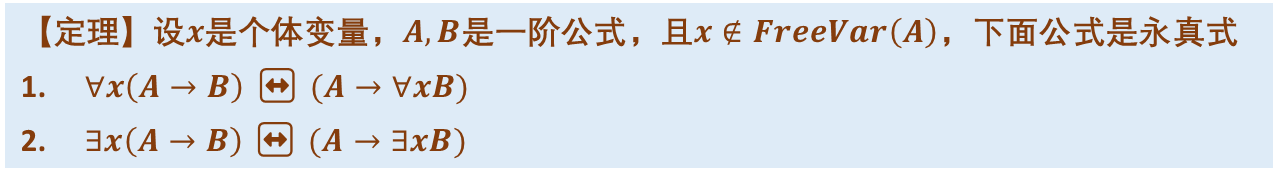 【定理】设x是个体变量，A,B是一阶公式，且x ∉ FreeVar(A)，下面公式是永真式
1. ∀x(A → B) ↔ (A → ∀xB)
2. ∃x(A → B) ↔ (A → ∃xB)